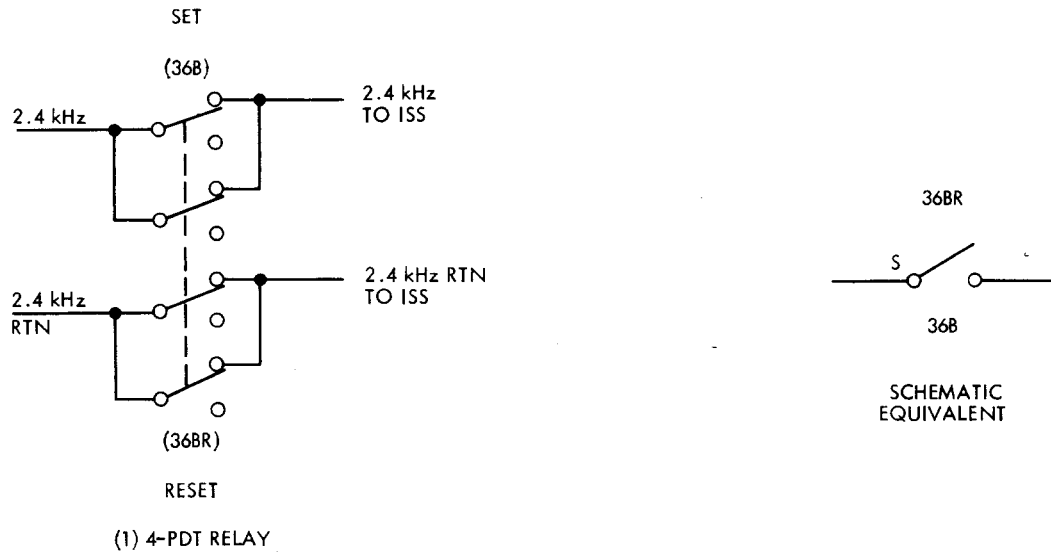 SET
(36B)
2.4 kHz
2.4 kHz
TO ISS
2.4 kHz
RTN
2.4 kHz RTN
TO ISS
(36BR)
RESET
(1) 4-PDT RELAY
36BR
S
36B
SCHEMATIC
EQUIVALENT